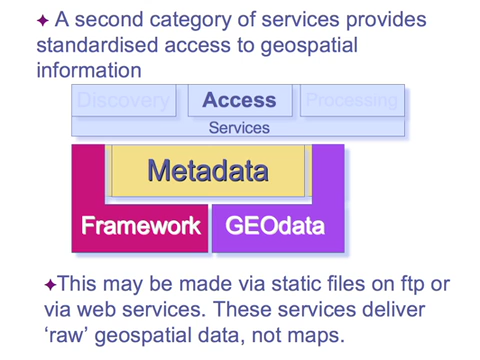 ✦ A second category of services provides
standardised access to geospatial
information
Discovery Access Processing
Services
Metadata
Framework GEOdata
✦This may be made via static files on ftp or
via web services. These services deliver
‘raw’ geospatial data, not maps.